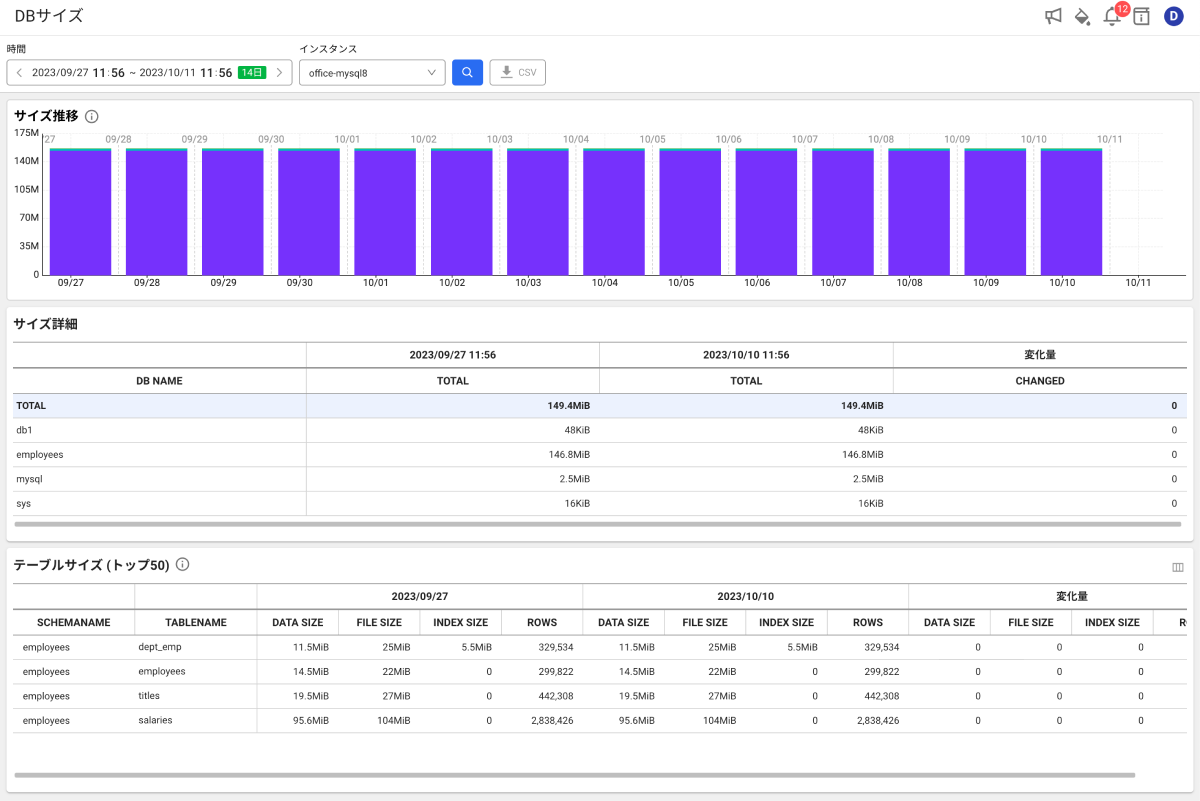 DBサイズ
12
D
時間
インスタンス
2023/09/27 11:56 ~ 2023/10/11 11:56 14日
office-mysql8
CSV
サイズ推移
175M
140M
105M
70M
35M
0
27 09/28 09/29 09/30 10/01 10/02 10/03 10/04 10/05 10/06 10/07 10/08 10/09 10/10 10/11
09/27 09/28 09/29 09/30 10/01 10/02 10/03 10/04 10/05 10/06 10/07 10/08 10/09 10/10 10/11
サイズ詳細
2023/09/27 11:56 2023/10/10 11:56 変化量
DB NAME TOTAL TOTAL CHANGED
TOTAL 149.4MiB 149.4MiB 0
db1 48KiB 48KiB 0
employees 146.8MiB 146.8MiB 0
mysql 2.5MiB 2.5MiB 0
sys 16KiB 16KiB 0
テーブルサイズ (トップ50)
2023/09/27 2023/10/10 変化量
SCHEMANAME TABLENAME DATA SIZE FILE SIZE INDEX SIZE ROWS DATA SIZE FILE SIZE INDEX SIZE ROWS DATA SIZE FILE SIZE INDEX SIZE
employees dept_emp 11.5MiB 25MiB 5.5MiB 329,534 11.5MiB 25MiB 5.5MiB 329,534 0 0 0
employees employees 14.5MiB 22MiB 0 299,822 14.5MiB 22MiB 0 299,822 0 0 0
employees titles 19.5MiB 27MiB 0 442,308 19.5MiB 27MiB 0 442,308 0 0 0
employees salaries 95.6MiB 104MiB 0 2,838,426 95.6MiB 104MiB 0 2,838,426 0 0 0